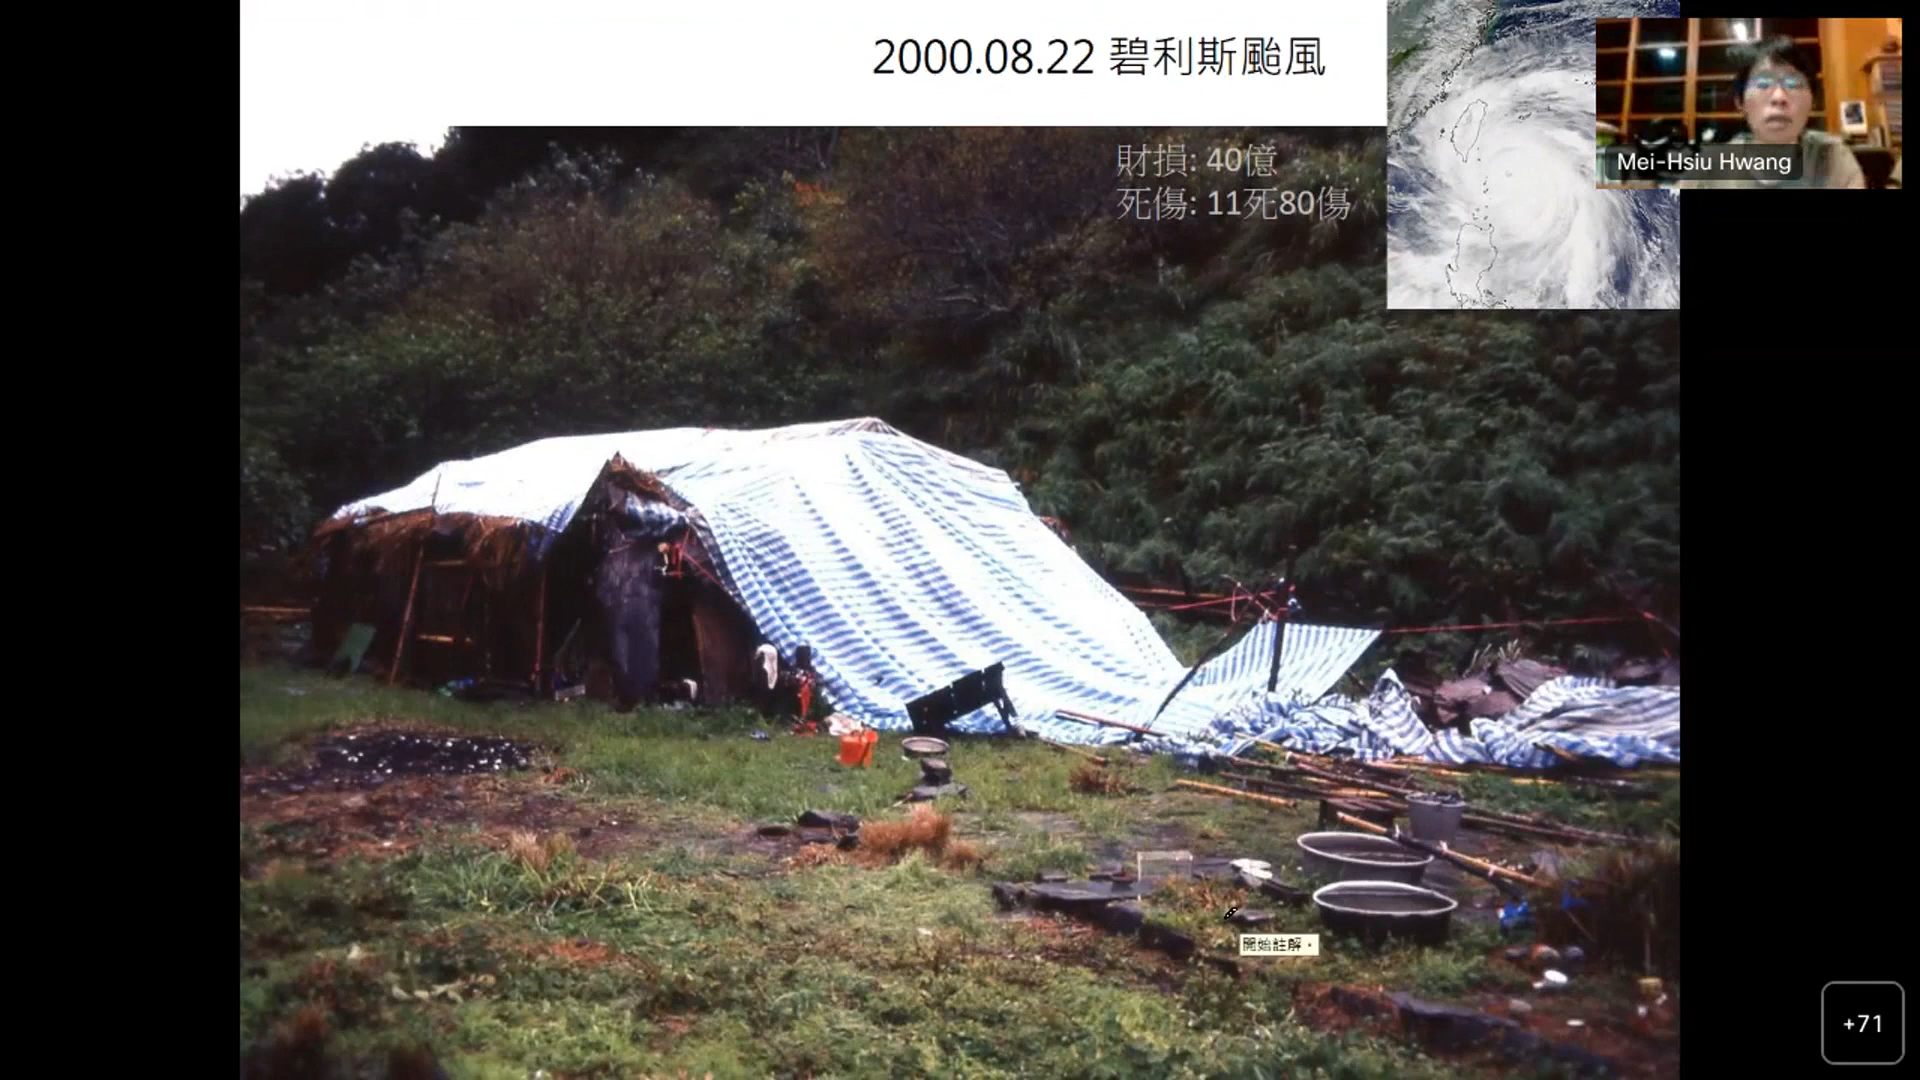 2000.08.22 碧利斯颱風
財損: 40億
死傷: 11死80傷
Mei-Hsiu Hwang
開始註解。
+71